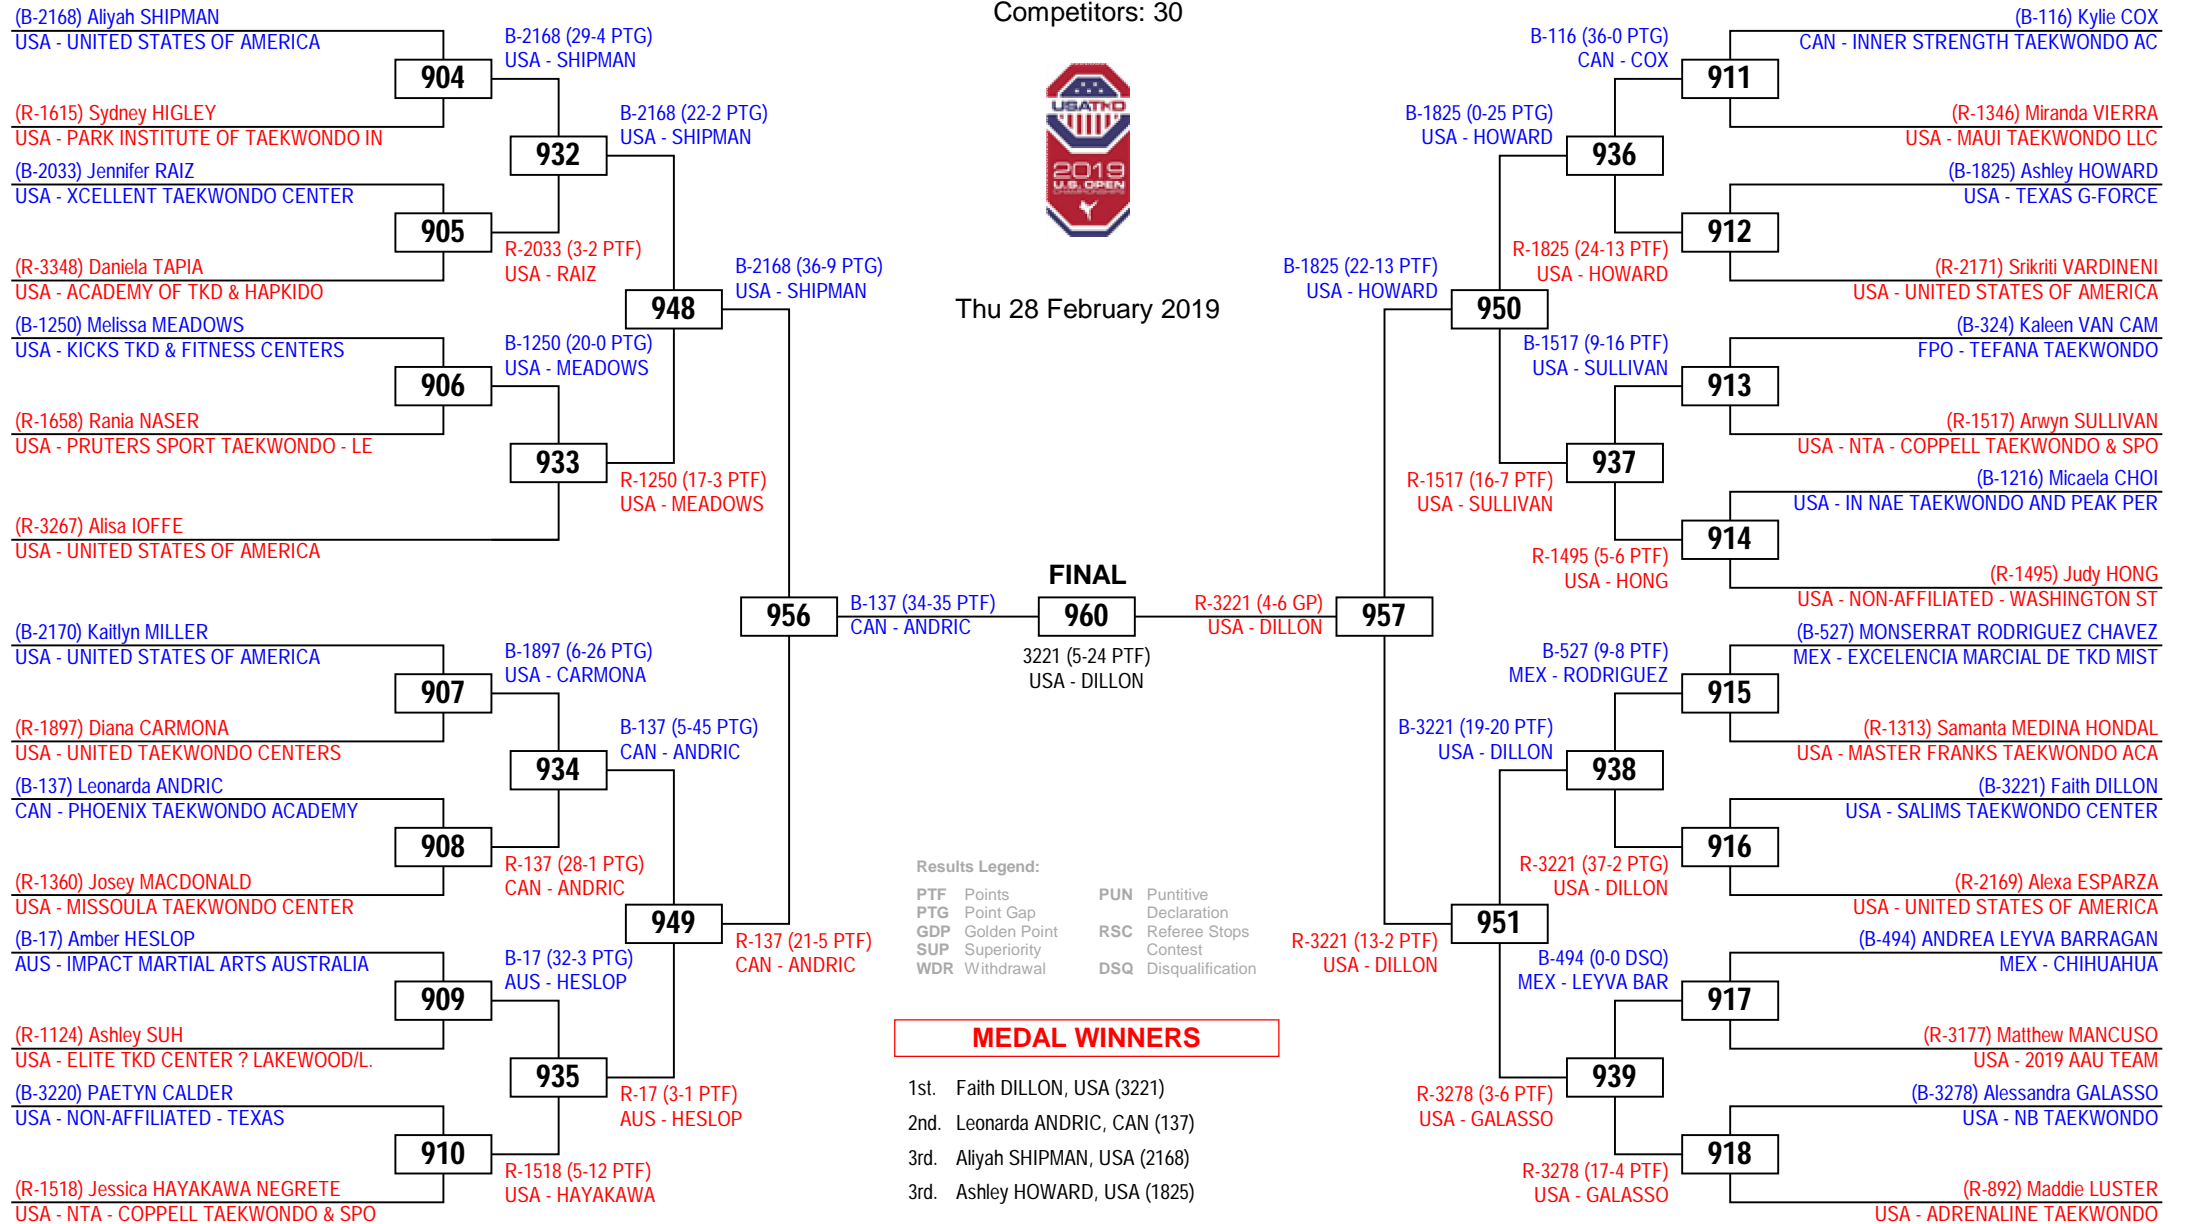 Competitors: 30
USATKD
2019
U.S. OPEN
CHAMPIONSHIPS
Thu 28 February 2019
(B-2168) Aliyah SHIPMAN
USA - UNITED STATES OF AMERICA
904
(R-1615) Sydney HIGLEY
USA - PARK INSTITUTE OF TAEKWONDO IN
(B-2033) Jennifer RAIZ
USA - XCELLENT TAEKWONDO CENTER
905
(R-3348) Daniela TAPIA
USA - ACADEMY OF TKD & HAPKIDO
(B-1250) Melissa MEADOWS
USA - KICKS TKD & FITNESS CENTERS
906
(R-1658) Rania NASER
USA - PRUTERS SPORT TAEKWONDO - LE
(R-3267) Alisa IOFFE
USA - UNITED STATES OF AMERICA
(B-2170) Kaitlyn MILLER
USA - UNITED STATES OF AMERICA
907
(R-1897) Diana CARMONA
USA - UNITED TAEKWONDO CENTERS
(B-137) Leonarda ANDRIC
CAN - PHOENIX TAEKWONDO ACADEMY
908
(R-1360) Josey MACDONALD
USA - MISSOULA TAEKWONDO CENTER
(B-17) Amber HESLOP
AUS - IMPACT MARTIAL ARTS AUSTRALIA
909
(R-1124) Ashley SUH
USA - ELITE TKD CENTER ? LAKEWOOD/L.
(B-3220) PAETYN CALDER
USA - NON-AFFILIATED - TEXAS
910
(R-1518) Jessica HAYAKAWA NEGRETE
USA - NTA - COPPELL TAEKWONDO & SPO
B-2168 (29-4 PTG)
USA - SHIPMAN
932
R-2033 (3-2 PTF)
USA - RAIZ
B-1250 (20-0 PTG)
USA - MEADOWS
933
B-1897 (6-26 PTG)
USA - CARMONA
934
R-137 (28-1 PTG)
CAN - ANDRIC
B-17 (32-3 PTG)
AUS - HESLOP
935
R-1518 (5-12 PTF)
USA - HAYAKAWA
B-2168 (22-2 PTG)
USA - SHIPMAN
948
R-1250 (17-3 PTF)
USA - MEADOWS
B-137 (5-45 PTG)
CAN - ANDRIC
949
R-17 (3-1 PTF)
AUS - HESLOP
B-2168 (36-9 PTG)
USA - SHIPMAN
956
R-137 (21-5 PTF)
CAN - ANDRIC
B-137 (34-35 PTF)
CAN - ANDRIC
FINAL
960
3221 (5-24 PTF)
USA - DILLON
R-3221 (4-6 GP)
USA - DILLON
957
B-1825 (22-13 PTF)
USA - HOWARD
950
R-3221 (13-2 PTF)
USA - DILLON
951
B-1825 (0-25 PTG)
USA - HOWARD
936
R-1517 (16-7 PTF)
USA - SULLIVAN
937
B-3221 (19-20 PTF)
USA - DILLON
938
R-3278 (3-6 PTF)
USA - GALASSO
939
B-116 (36-0 PTG)
CAN - COX
R-1825 (24-13 PTF)
USA - HOWARD
B-1517 (9-16 PTF)
USA - SULLIVAN
R-1495 (5-6 PTF)
USA - HONG
B-527 (9-8 PTF)
MEX - RODRIGUEZ
R-3221 (37-2 PTG)
USA - DILLON
B-494 (0-0 DSQ)
MEX - LEYVA BAR
R-3278 (17-4 PTF)
USA - GALASSO
(B-116) Kylie COX
CAN - INNER STRENGTH TAEKWONDO AC
911
(R-1346) Miranda VIERRA
USA - MAUI TAEKWONDO LLC
(B-1825) Ashley HOWARD
USA - TEXAS G-FORCE
912
(R-2171) Srikriti VARDINENI
USA - UNITED STATES OF AMERICA
(B-324) Kaleen VAN CAM
FPO - TEFANA TAEKWONDO
913
(R-1517) Arwyn SULLIVAN
USA - NTA - COPPELL TAEKWONDO & SPO
(B-1216) Micaela CHOI
USA - IN NAE TAEKWONDO AND PEAK PER
914
(R-1495) Judy HONG
USA - NON-AFFILIATED - WASHINGTON ST
(B-527) MONSERRAT RODRIGUEZ CHAVEZ
MEX - EXCELENCIA MARCIAL DE TKD MIST
915
(R-1313) Samanta MEDINA HONDAL
USA - MASTER FRANKS TAEKWONDO ACA
(B-3221) Faith DILLON
USA - SALIMS TAEKWONDO CENTER
916
(R-2169) Alexa ESPARZA
USA - UNITED STATES OF AMERICA
(B-494) ANDREA LEYVA BARRAGAN
MEX - CHIHUAHUA
917
(R-3177) Matthew MANCUSO
USA - 2019 AAU TEAM
(B-3278) Alessandra GALASSO
USA - NB TAEKWONDO
918
(R-892) Maddie LUSTER
USA - ADRENALINE TAEKWONDO
Results Legend:
PTF Points
PTG Point Gap
GDP Golden Point
SUP Superiority
WDR Withdrawal
PUN Puntitive
Declaration
RSC Referee Stops
Contest
DSQ Disqualification
MEDAL WINNERS
1st. Faith DILLON, USA (3221)
2nd. Leonarda ANDRIC, CAN (137)
3rd. Aliyah SHIPMAN, USA (2168)
3rd. Ashley HOWARD, USA (1825)